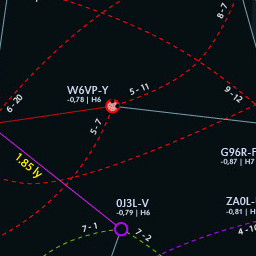 8 - 7
6 - 20
W6VP-Y
-0,78 | H6
5 - 11
9 - 12
5 - 7
G96R-F
-0,87 | H7
1,85 ly
0J3L-V
-0,79 | H6
ZA0L-
-0,81 |
7 - 1
7 - 2
4 - 10